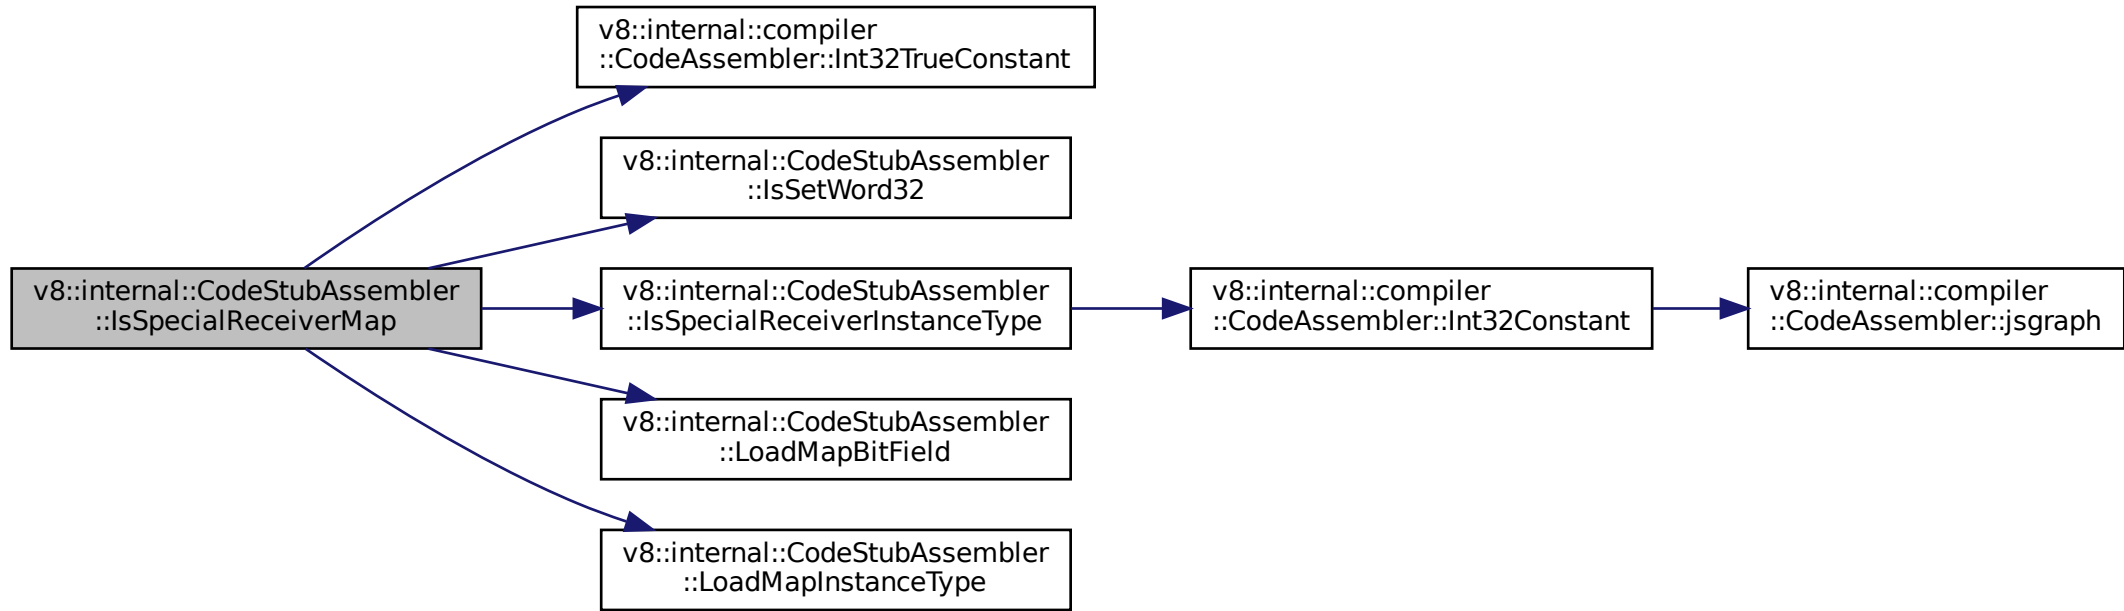 v8::internal::compiler
::CodeAssembler::Int32TrueConstant
v8::internal::CodeStubAssembler
::IsSetWord32
v8::internal::CodeStubAssembler
::IsSpecialReceiverMap
v8::internal::CodeStubAssembler
::IsSpecialReceiverInstanceType
v8::internal::compiler
::CodeAssembler::Int32Constant
v8::internal::compiler
::CodeAssembler::jsgraph
v8::internal::CodeStubAssembler
::LoadMapBitField
v8::internal::CodeStubAssembler
::LoadMapInstanceType